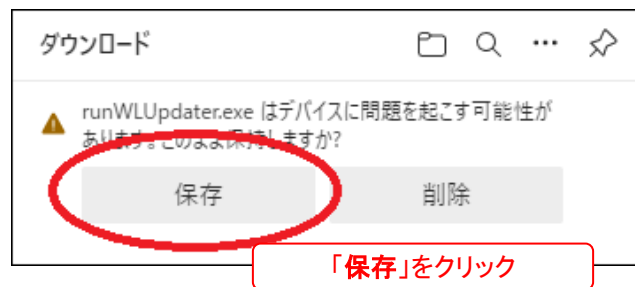 ダウンロード
runWLUpdater.exe はデバイスに問題を起こす可能性が
あります。このまま保持しますか?
保存
削除
「保存」をクリック